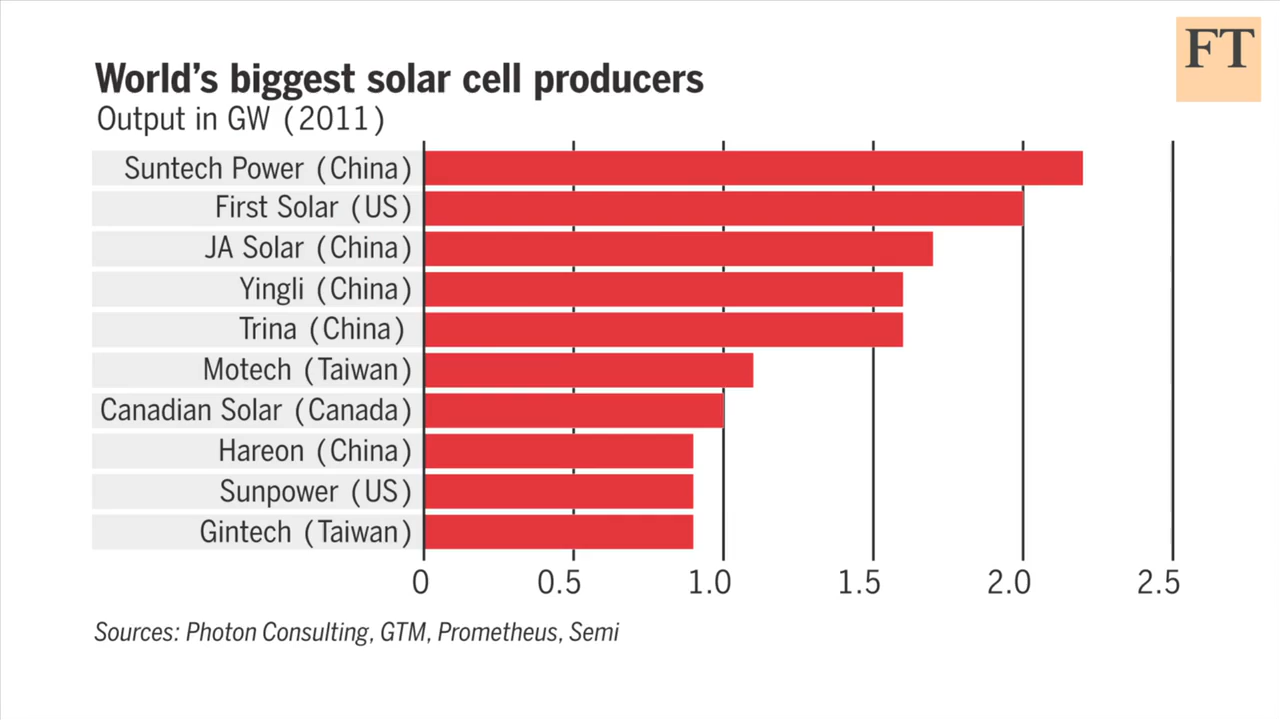 FT
World's biggest solar cell producers
Output in GW (2011)
Suntech Power (China)
First Solar (US)
JA Solar (China)
Yingli (China)
Trina (China)
Motech (Taiwan)
Canadian Solar (Canada)
Hareon (China)
Sunpower (US)
Gintech (Taiwan)
0 0.5 1.0 1.5 2.0 2.5
Sources: Photon Consulting, GTM, Prometheus, Semi